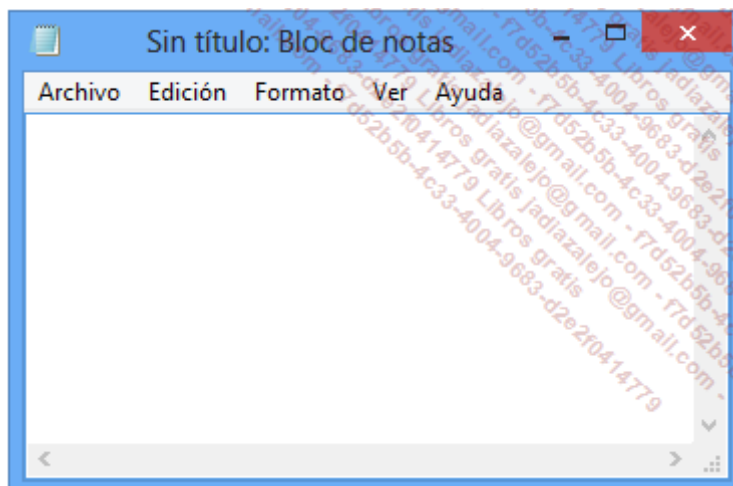 Sin título: Bloc de notas
Archivo Edición Formato Ver Ayuda
jadiazalejo@gmail.com - f7d52b5b-4c33-4004-9683-d2e2f0414779 Libros gratis